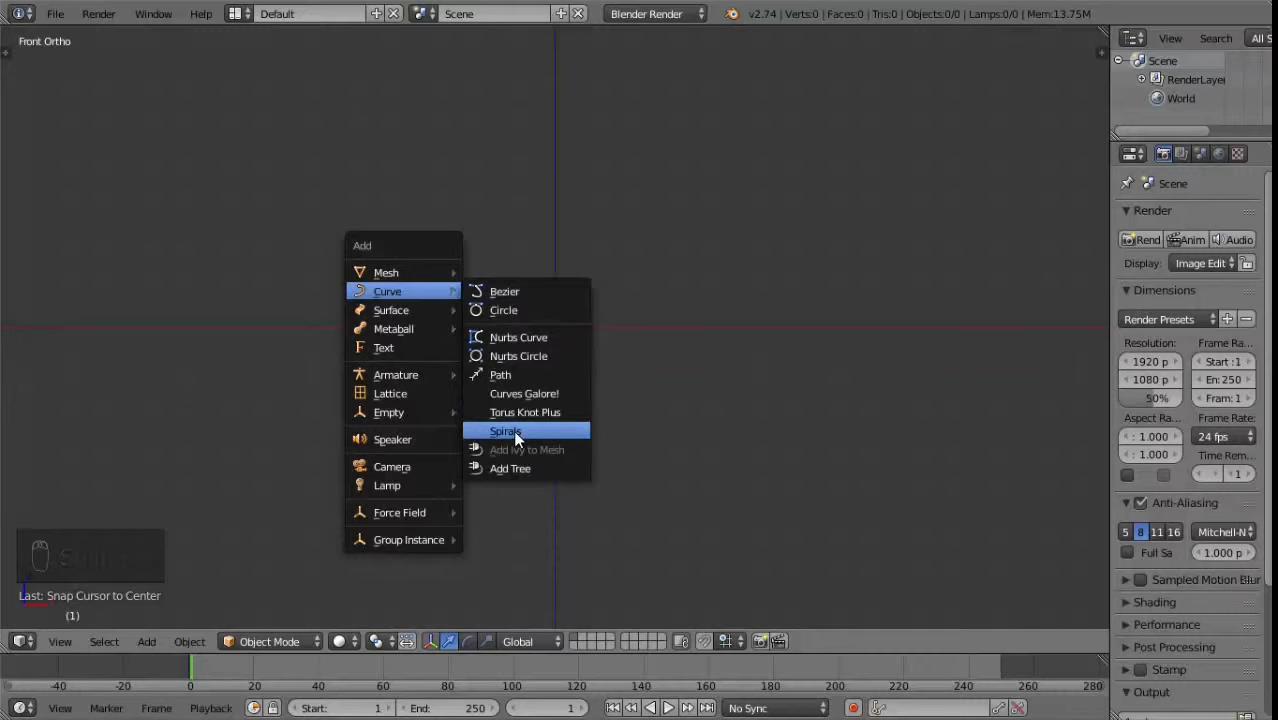 File Render Window Help Default Scene Blender Render v2.74 | Verts:0 | Faces:0 | Tris:0 | Objects:0/0 | Lamps:0/0 | Mem:13.75M
Front Ortho
View Search All S
Scene
RenderLayer
World
Scene
Render
Rend Anim Audio
Display: Image Edit
Dimensions
Render Presets
Resolution: Frame Ra...
1920 p Start :1
1080 p En: 250
50% Fram: 1
Aspect Ra... Frame Rate:
1.000 24 fps
1.000 Time Rem...
1
Anti-Aliasing
5 8 11 16 Mitchell-N
Full Sa 1.000 p
Sampled Motion Blur
Shading
Performance
Post Processing
Stamp
Output
Add
Mesh
Curve
Surface
Metaball
Text
Armature
Lattice
Empty
Speaker
Camera
Lamp
Force Field
Group Instance
Bezier
Circle
Nurbs Curve
Nurbs Circle
Path
Curves Galore!
Torus Knot Plus
Spirals
Add Ivy to Mesh
Add Tree
Last: Snap Cursor to Center
(1)
View Select Add Object Object Mode Global
-40 -20 0 20 40 60 80 100 120 140 160 180 200 220 240 260 280
View Marker Frame Playback Start: 1 End: 250 1 No Sync